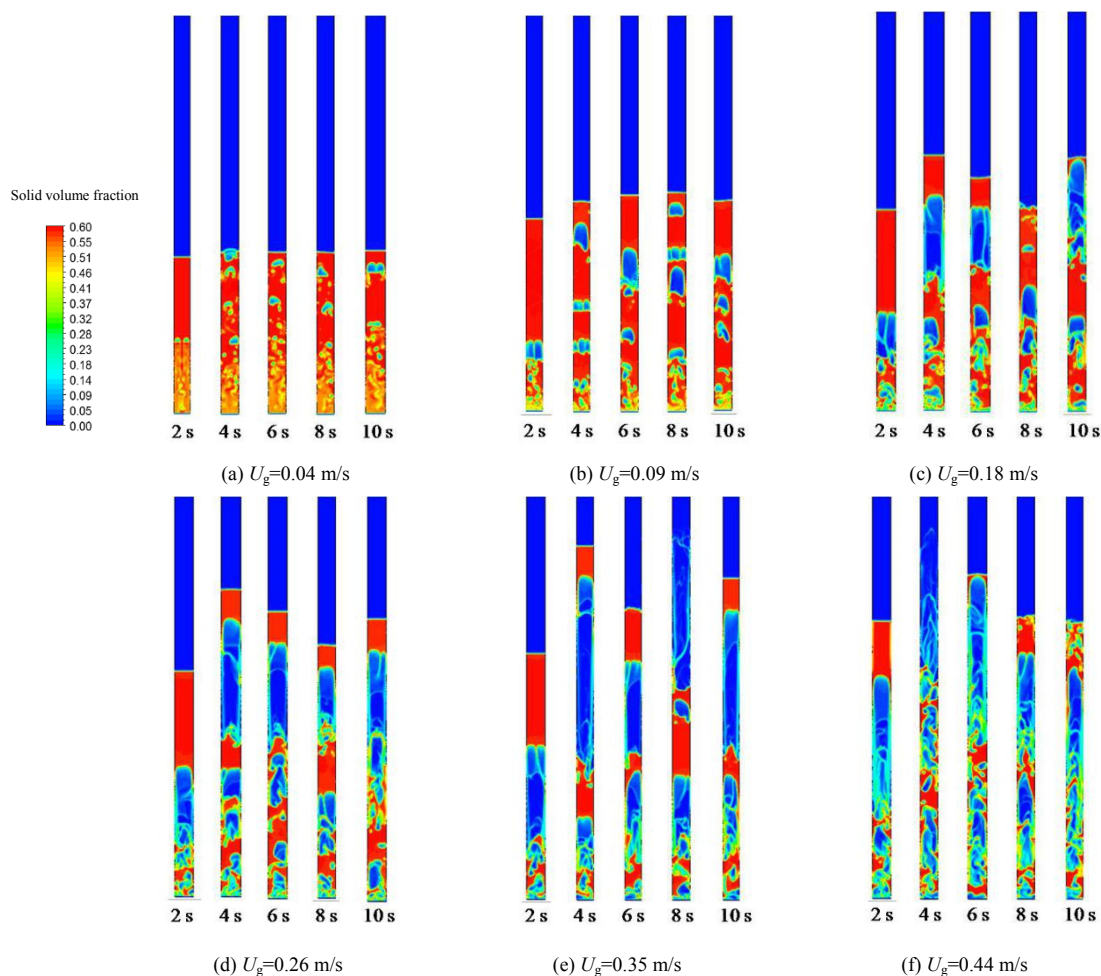 Solid volume fraction
0.60
0.55
0.51
0.46
0.41
0.37
0.32
0.28
0.23
0.18
0.14
0.09
0.05
0.00
2 s 4 s 6 s 8 s 10 s
2 s 4 s 6 s 8 s 10 s
2 s 4 s 6 s 8 s 10 s
(a) Ug=0.04 m/s
(b) Ug=0.09 m/s
(c) Ug=0.18 m/s
2 s 4 s 6 s 8 s 10 s
2 s 4 s 6 s 8 s 10 s
2 s 4 s 6 s 8 s 10 s
(d) Ug=0.26 m/s
(e) Ug=0.35 m/s
(f) Ug=0.44 m/s